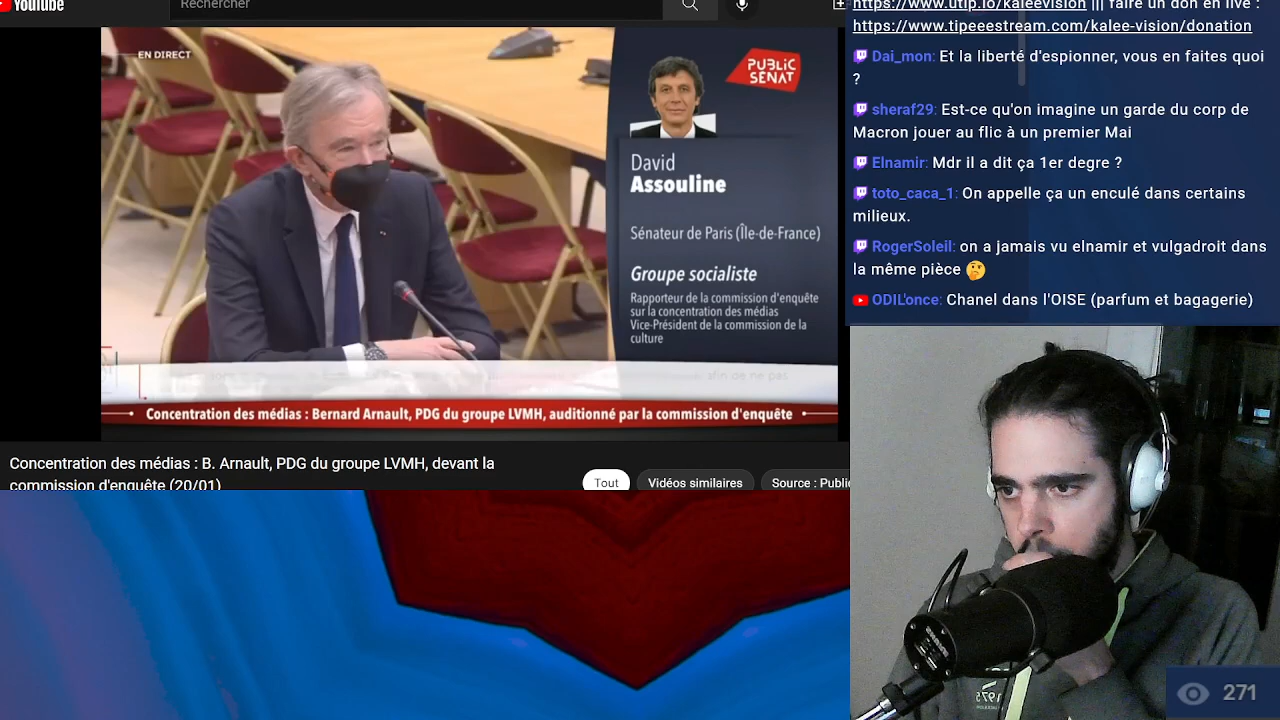 YouTube
Rechercher
EN DIRECT
PUBLIC
SÉNAT
David
Assouline
Sénateur de Paris (Île-de-France)
Groupe socialiste
Rapporteur de la commission d'enquête
sur la concentration des médias
Vice-Président de la commission de la
culture
afin de ne pas
Concentration des médias : Bernard Arnault, PDG du groupe LVMH, auditionné par la commission d'enquête
Concentration des médias : B. Arnault, PDG du groupe LVMH, devant la
commission d'enquête (20/01)
Tout
Vidéos similaires
Source : Public
https://www.utip.io/kaleevision ||| faire un don en live :
https://www.tipeeestream.com/kalee-vision/donation
Dai_mon: Et la liberté d'espionner, vous en faites quoi
?
sheraf29: Est-ce qu'on imagine un garde du corp de
Macron jouer au flic à un premier Mai
Elnamir: Mdr il a dit ça 1er degre ?
toto_caca_1: On appelle ça un enculé dans certains
milieux.
RogerSoleil: on a jamais vu elnamir et vulgadroit dans
la même pièce 🤔
ODIL'once: Chanel dans l'OISE (parfum et bagagerie)
1975
271